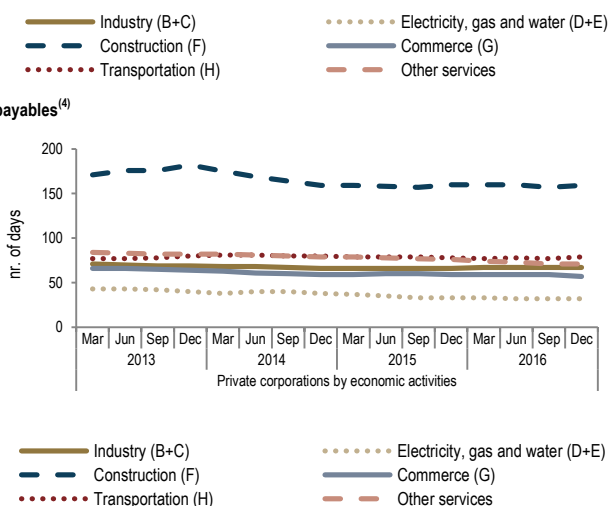 Industry (B+C) Electricity, gas and water (D+E)
Construction (F) Commerce (G)
Transportation (H) Other services
payables(4)
200
150
100
50
0
nr. of days
Mar Jun Sep Dec Mar Jun Sep Dec Mar Jun Sep Dec Mar Jun Sep Dec
2013 2014 2015 2016
Private corporations by economic activities
Industry (B+C) Electricity, gas and water (D+E)
Construction (F) Commerce (G)
Transportation (H) Other services